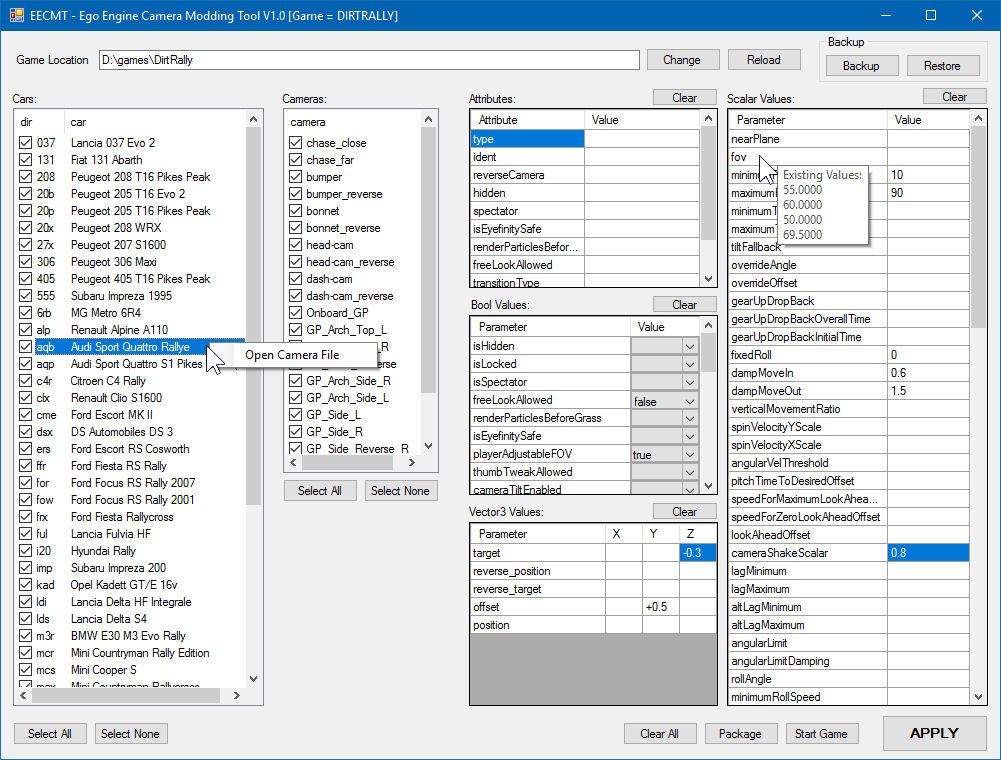 EECMT - Ego Engine Camera Modding Tool V1.0 [Game = DIRTRALLY]
Game Location D:\games\DirtRally Change Reload
Backup
Backup Restore
Cars:
dir car
037 Lancia 037 Evo 2
131 Fiat 131 Abarth
208 Peugeot 208 T16 Pikes Peak
20b Peugeot 205 T16 Evo 2
20p Peugeot 205 T16 Pikes Peak
20x Peugeot 208 WRX
27x Peugeot 207 S1600
306 Peugeot 306 Maxi
405 Peugeot 405 T16 Pikes Peak
555 Subaru Impreza 1995
6rb MG Metro 6R4
alp Renault Alpine A110
aqb Audi Sport Quattro Rallye
aqp Audi Sport Quattro S1 Pikes
c4r Citroen C4 Rally
clx Renault Clio S1600
cme Ford Escort MK II
dsx DS Automobiles DS 3
ers Ford Escort RS Cosworth
ffr Ford Fiesta RS Rally
for Ford Focus RS Rally 2007
fow Ford Focus RS Rally 2001
frx Ford Fiesta Rallycross
ful Lancia Fulvia HF
i20 Hyundai Rally
imp Subaru Impreza 200
kad Opel Kadett GT/E 16v
ldi Lancia Delta HF Integrale
lds Lancia Delta S4
m3r BMW E30 M3 Evo Rally
mcr Mini Countryman Rally Edition
mcs Mini Cooper S
mcx Mini Countryman Rallycross
Select All Select None
Open Camera File
Cameras:
camera
chase_close
chase_far
bumper
bumper_reverse
bonnet
bonnet_reverse
head-cam
head-cam_reverse
dash-cam
dash-cam_reverse
Onboard_GP
GP_Arch_Top_L
_R
everse
GP_Arch_Side_R
GP_Arch_Side_L
GP_Side_L
GP_Side_R
GP_Side_Reverse_R
Select All Select None
Attributes: Clear
Attribute Value
type
ident
reverseCamera
hidden
spectator
isEyefinitySafe
renderParticlesBefor...
freeLookAllowed
transitionType
Bool Values: Clear
Parameter Value
isHidden
isLocked
isSpectator
freeLookAllowed false
renderParticlesBeforeGrass
isEyefinitySafe
playerAdjustableFOV true
thumbTweakAllowed
cameraTiltEnabled
Vector3 Values: Clear
Parameter X Y Z
target -0.3
reverse_position
reverse_target
offset +0.5
position
Scalar Values: Clear
Parameter Value
nearPlane
fov
minimum 10
maximum 90
minimumT
maximumT
tiltFallback
overrideAngle
overrideOffset
gearUpDropBack
gearUpDropBackOverallTime
gearUpDropBackInitialTime
fixedRoll 0
dampMoveIn 0.6
dampMoveOut 1.5
verticalMovementRatio
spinVelocityYScale
spinVelocityXScale
angularVelThreshold
pitchTimeToDesiredOffset
speedForMaximumLookAhea...
speedForZeroLookAheadOffset
lookAheadOffset
cameraShakeScalar 0.8
lagMinimum
lagMaximum
altLagMinimum
altLagMaximum
angularLimit
angularLimitDamping
rollAngle
minimumRollSpeed
Existing Values:
55.0000
60.0000
50.0000
69.5000
Clear All Package Start Game APPLY